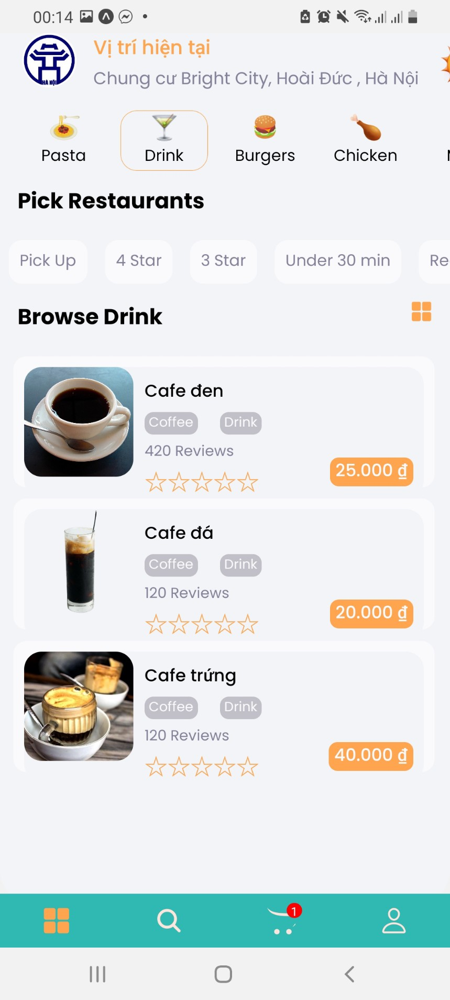 00:14
Vị trí hiện tại
HÀ NỘI
Chung cư Bright City, Hoài Đức , Hà Nội
Pasta
Drink
Burgers
Chicken
Pick Restaurants
Pick Up
4 Star
3 Star
Under 30 min
Browse Drink
Cafe đen
Coffee
Drink
420 Reviews
25.000 đ
Cafe đá
Coffee
Drink
120 Reviews
20.000 đ
Cafe trứng
Coffee
Drink
120 Reviews
40.000 đ
1